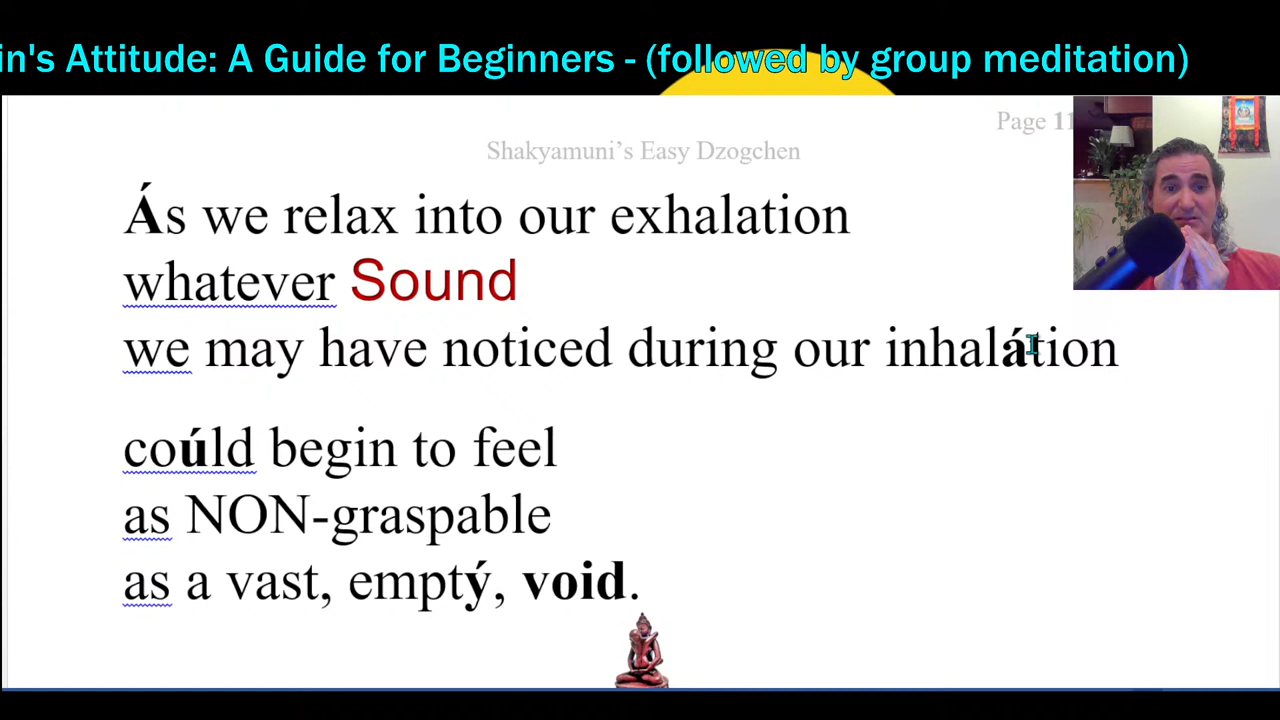 in's Attitude: A Guide for Beginners - (followed by group meditation)
Page 11
Shakyamuni's Easy Dzogchen
Ás we relax into our exhalation
whatever Sound
we may have noticed during our inhalátion
coúld begin to feel
as NON-graspable
as a vast, emptý, void.